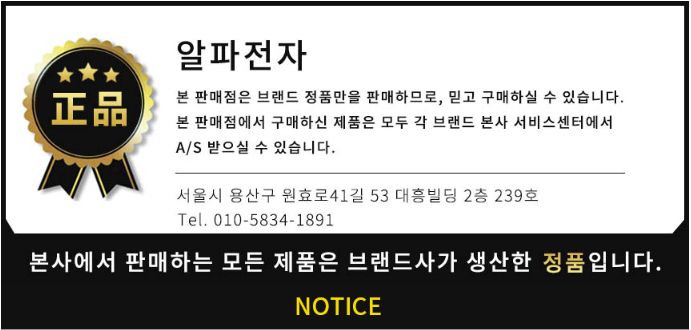 正品
알파전자
본 판매점은 브랜드 정품만을 판매하므로, 믿고 구매하실 수 있습니다.
본 판매점에서 구매하신 제품은 모두 각 브랜드 본사 서비스센터에서
A/S 받으실 수 있습니다.
서울시 용산구 원효로41길 53 대흥빌딩 2층 239호
Tel. 010-5834-1891
본사에서 판매하는 모든 제품은 브랜드사가 생산한 정품입니다.
NOTICE